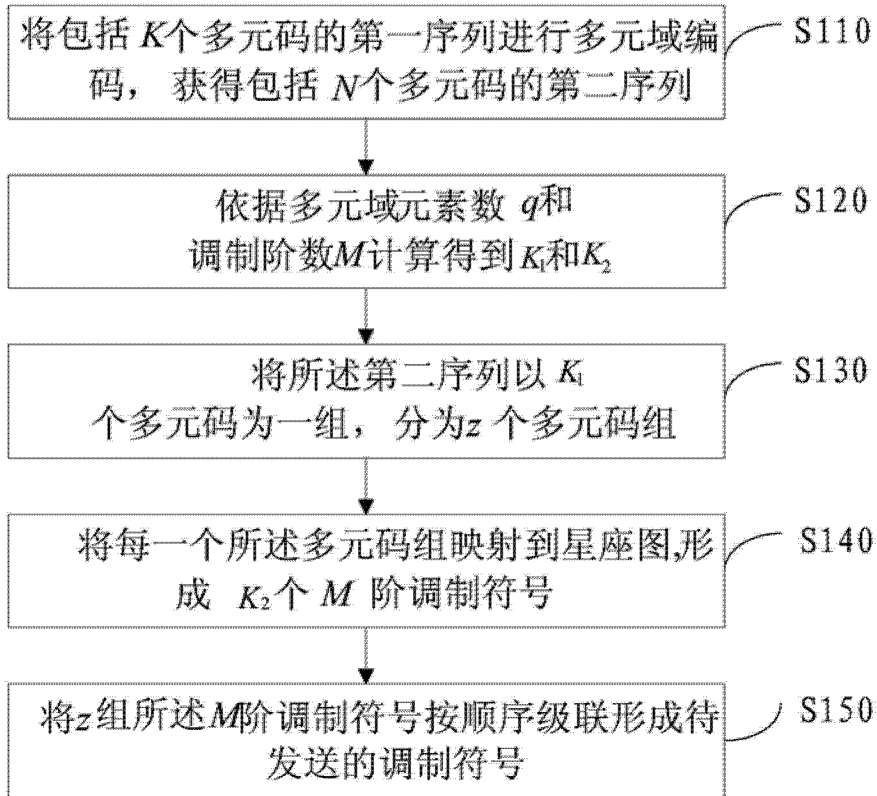 将包括 K个多元码的第一序列进行多元域编
码， 获得包括 N个多元码的第二序列
S110
依据多元域元素数 q和
调制阶数M计算得到 K₁和K₂
S120
将所述第二序列以 K₁
个多元码为一组， 分为z 个多元码组
S130
将每一个所述多元码组映射到星座图,形
成 K₂个 M 阶调制符号
S140
将z组所述M阶调制符号按顺序级联形成待
发送的调制符号
S150